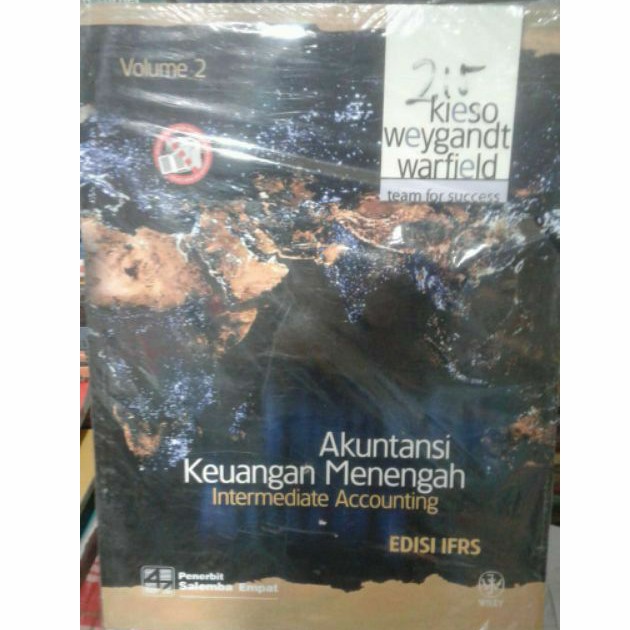 Volume 2
215
kieso
weygandt
warfield
team for success
Akuntansi
Keuangan Menengah
Intermediate Accounting
EDISI IFRS
Penerbit
Salemba Empat
WILEY